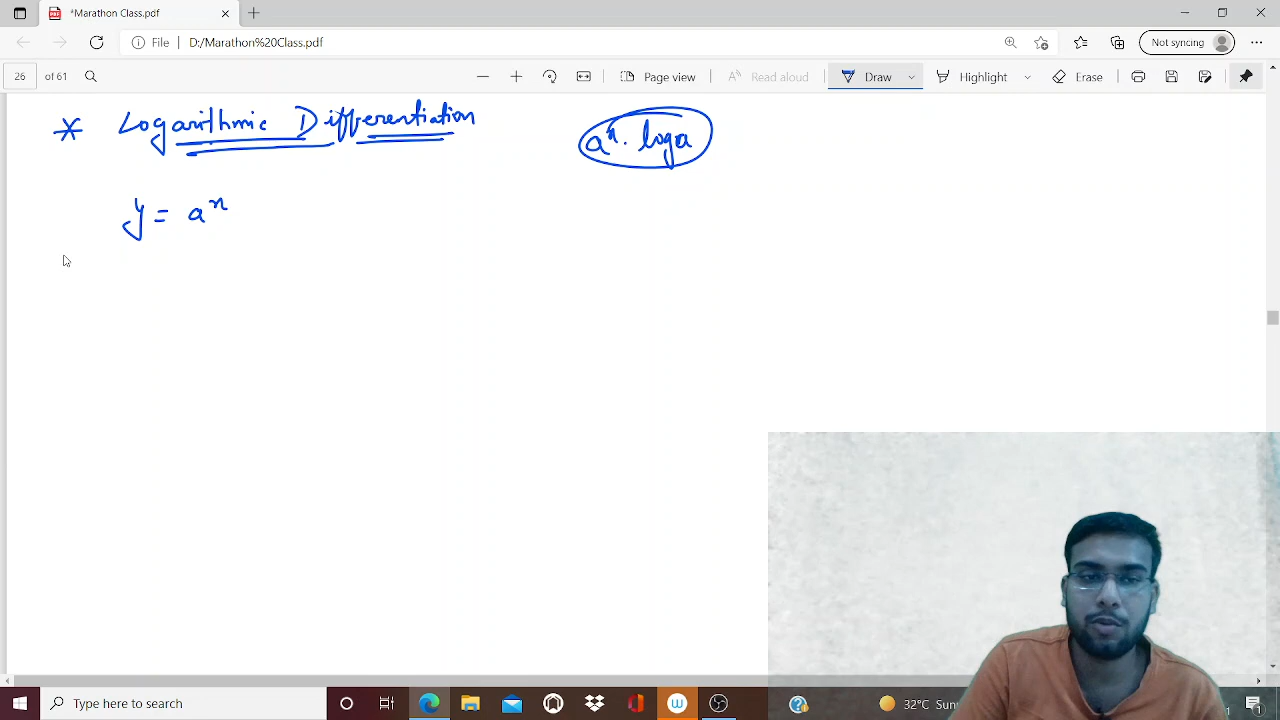 *Marathon Class.pdf
File D:/Marathon%20Class.pdf Not syncing
26 of 61 Page view Read aloud Draw Highlight Erase
* Logarithmic Differentiation
aˣ. loga
y = aˣ
Type here to search 32°C Sun